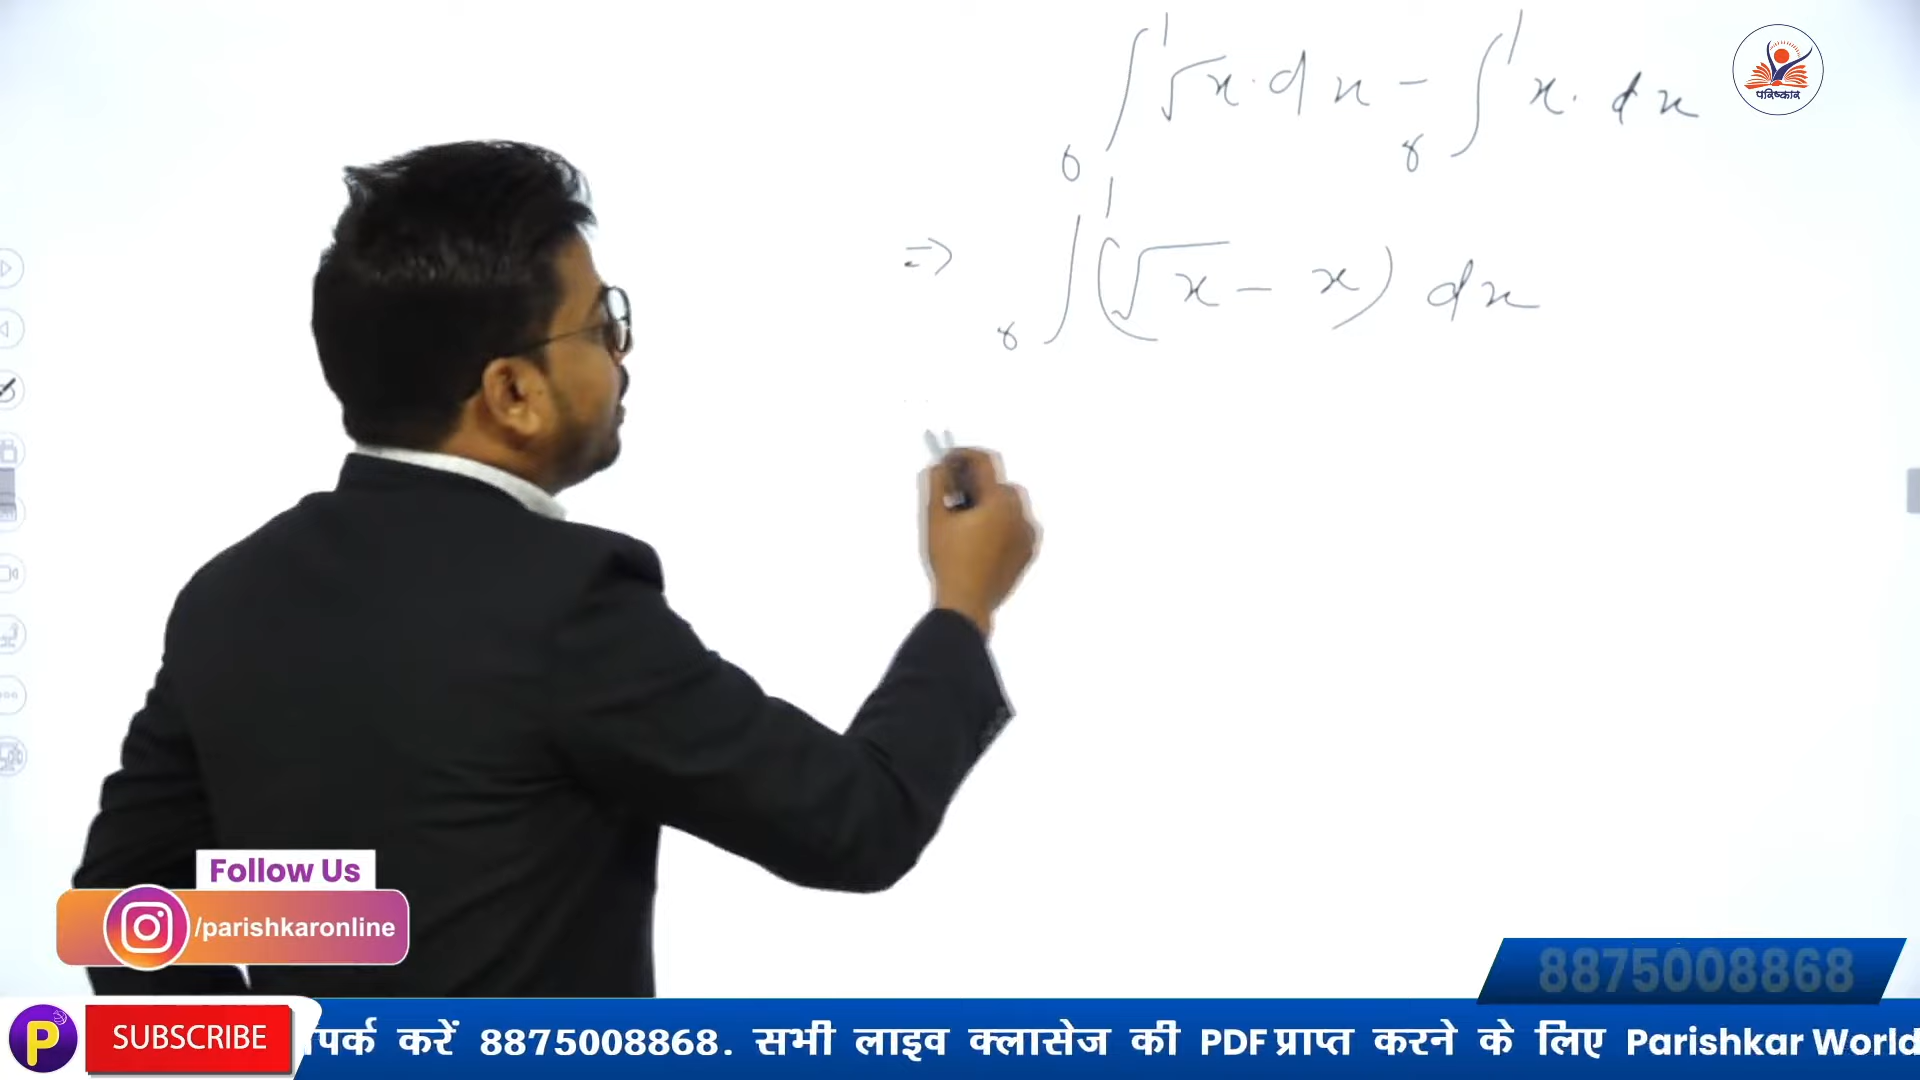 ∫₀¹ √x · dx − ∫₀¹ x · dx
परिष्कार
⇒ ∫₀¹ (√x − x) dx
Follow Us
/parishkaronline
8875008868
P
SUBSCRIBE
पर्क करें 8875008868. सभी लाइव क्लासेज की PDF प्राप्त करने के लिए Parishkar World